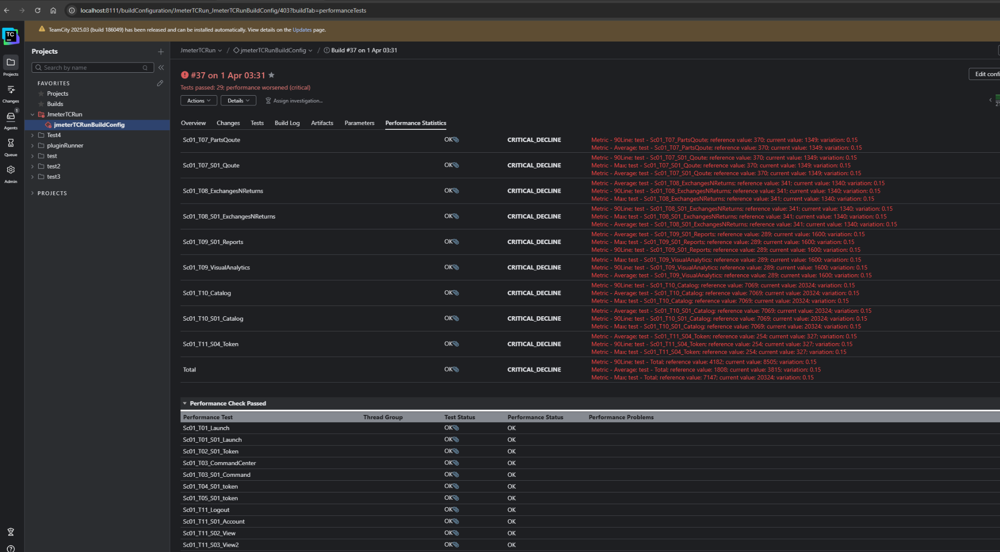 localhost:8111/buildConfiguration/JmeterTCRun_JmeterTCRunBuildConfig/403?buildTab=performanceTests
TC
TeamCity 2025.03 (build 186049) has been released and can be installed automatically. View details on the Updates page.
Projects
Changes
1
Agents
Queue
Admin
Projects
Search by name
FAVORITES
Projects
Builds
JmeterTCRun
jmeterTCRunBuildConfig
Test4
pluginRunner
test
test2
test3
PROJECTS
JmeterTCRun / jmeterTCRunBuildConfig / Build #37 on 1 Apr 03:31
#37 on 1 Apr 03:31
Edit confi
Tests passed: 29; performance worsened (critical)
Actions Details Assign investigation...
21
Overview Changes Tests Build Log Artifacts Parameters Performance Statistics
Sc01_T07_PartsQoute OK CRITICAL_DECLINE Metric - 90Line; test - Sc01_T07_PartsQoute; reference value: 370; current value: 1349; variation: 0.15
Metric - Average; test - Sc01_T07_PartsQoute; reference value: 370; current value: 1349; variation: 0.15
Sc01_T07_S01_Qoute OK CRITICAL_DECLINE Metric - 90Line; test - Sc01_T07_S01_Qoute; reference value: 370; current value: 1349; variation: 0.15
Metric - Max; test - Sc01_T07_S01_Qoute; reference value: 370; current value: 1349; variation: 0.15
Metric - Average; test - Sc01_T07_S01_Qoute; reference value: 370; current value: 1349; variation: 0.15
Sc01_T08_ExchangesNReturns OK CRITICAL_DECLINE Metric - Average; test - Sc01_T08_ExchangesNReturns; reference value: 341; current value: 1340; variation: 0.15
Metric - 90Line; test - Sc01_T08_ExchangesNReturns; reference value: 341; current value: 1340; variation: 0.15
Metric - Max; test - Sc01_T08_ExchangesNReturns; reference value: 341; current value: 1340; variation: 0.15
Sc01_T08_S01_ExchangesNReturns OK CRITICAL_DECLINE Metric - 90Line; test - Sc01_T08_S01_ExchangesNReturns; reference value: 341; current value: 1340; variation: 0.15
Metric - Max; test - Sc01_T08_S01_ExchangesNReturns; reference value: 341; current value: 1340; variation: 0.15
Metric - Average; test - Sc01_T08_S01_ExchangesNReturns; reference value: 341; current value: 1340; variation: 0.15
Sc01_T09_S01_Reports OK CRITICAL_DECLINE Metric - Average; test - Sc01_T09_S01_Reports; reference value: 289; current value: 1600; variation: 0.15
Metric - Max; test - Sc01_T09_S01_Reports; reference value: 289; current value: 1600; variation: 0.15
Metric - 90Line; test - Sc01_T09_S01_Reports; reference value: 289; current value: 1600; variation: 0.15
Sc01_T09_VisualAnalytics OK CRITICAL_DECLINE Metric - Max; test - Sc01_T09_VisualAnalytics; reference value: 289; current value: 1600; variation: 0.15
Metric - 90Line; test - Sc01_T09_VisualAnalytics; reference value: 289; current value: 1600; variation: 0.15
Metric - Average; test - Sc01_T09_VisualAnalytics; reference value: 289; current value: 1600; variation: 0.15
Sc01_T10_Catalog OK CRITICAL_DECLINE Metric - 90Line; test - Sc01_T10_Catalog; reference value: 7069; current value: 20324; variation: 0.15
Metric - Average; test - Sc01_T10_Catalog; reference value: 7069; current value: 20324; variation: 0.15
Metric - Max; test - Sc01_T10_Catalog; reference value: 7069; current value: 20324; variation: 0.15
Sc01_T10_S01_Catalog OK CRITICAL_DECLINE Metric - Average; test - Sc01_T10_S01_Catalog; reference value: 7069; current value: 20324; variation: 0.15
Metric - 90Line; test - Sc01_T10_S01_Catalog; reference value: 7069; current value: 20324; variation: 0.15
Metric - Max; test - Sc01_T10_S01_Catalog; reference value: 7069; current value: 20324; variation: 0.15
Sc01_T11_S04_Token OK CRITICAL_DECLINE Metric - Average; test - Sc01_T11_S04_Token; reference value: 254; current value: 327; variation: 0.15
Metric - 90Line; test - Sc01_T11_S04_Token; reference value: 254; current value: 327; variation: 0.15
Metric - Max; test - Sc01_T11_S04_Token; reference value: 254; current value: 327; variation: 0.15
Total OK CRITICAL_DECLINE Metric - 90Line; test - Total; reference value: 4182; current value: 8505; variation: 0.15
Metric - Average; test - Total; reference value: 1808; current value: 3815; variation: 0.15
Metric - Max; test - Total; reference value: 7147; current value: 20324; variation: 0.15
Performance Check Passed
Performance Test Thread Group Test Status Performance Status Performance Problems
Sc01_T01_Launch OK OK
Sc01_T01_S01_Launch OK OK
Sc01_T02_S01_Token OK OK
Sc01_T03_CommandCenter OK OK
Sc01_T03_S01_Command OK OK
Sc01_T04_S01_token OK OK
Sc01_T05_S01_token OK OK
Sc01_T11_Logout OK OK
Sc01_T11_S01_Account OK OK
Sc01_T11_S02_View OK OK
Sc01_T11_S03_View2 OK OK